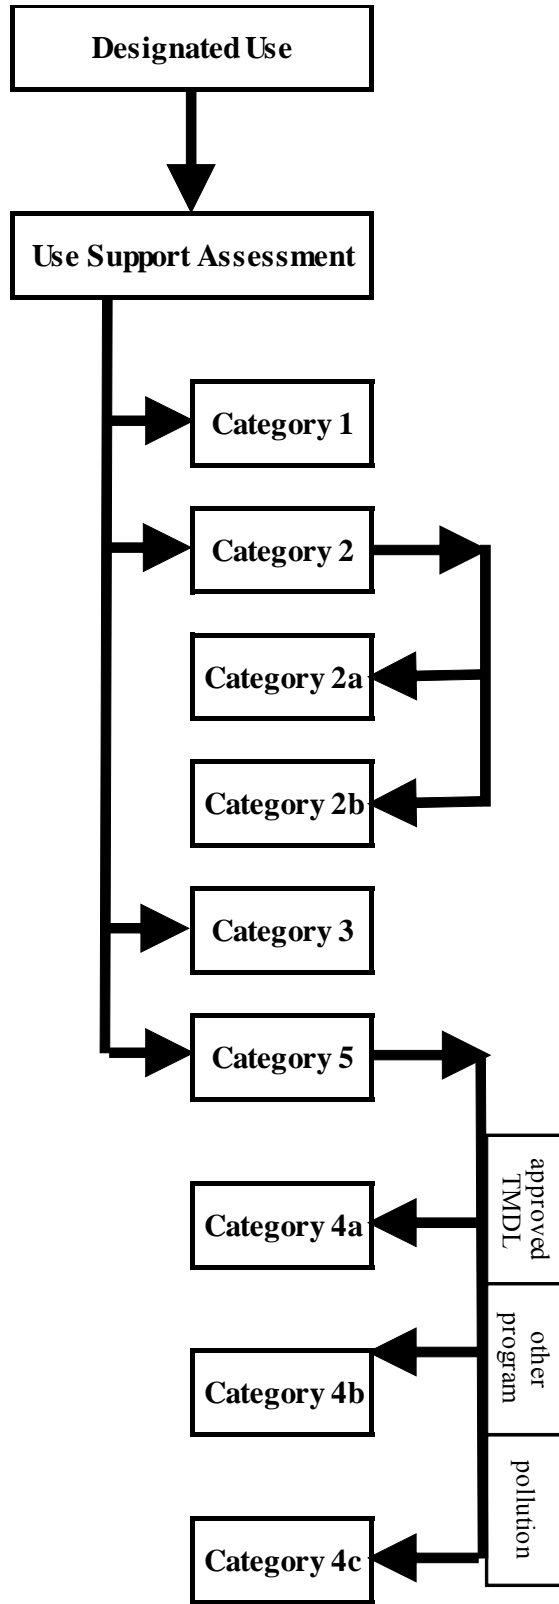 Designated Use
Use Support Assessment
Category 1
Category 2
Category 2a
Category 2b
Category 3
Category 5
approved
TMDL
Category 4a
other
program
Category 4b
pollution
Category 4c